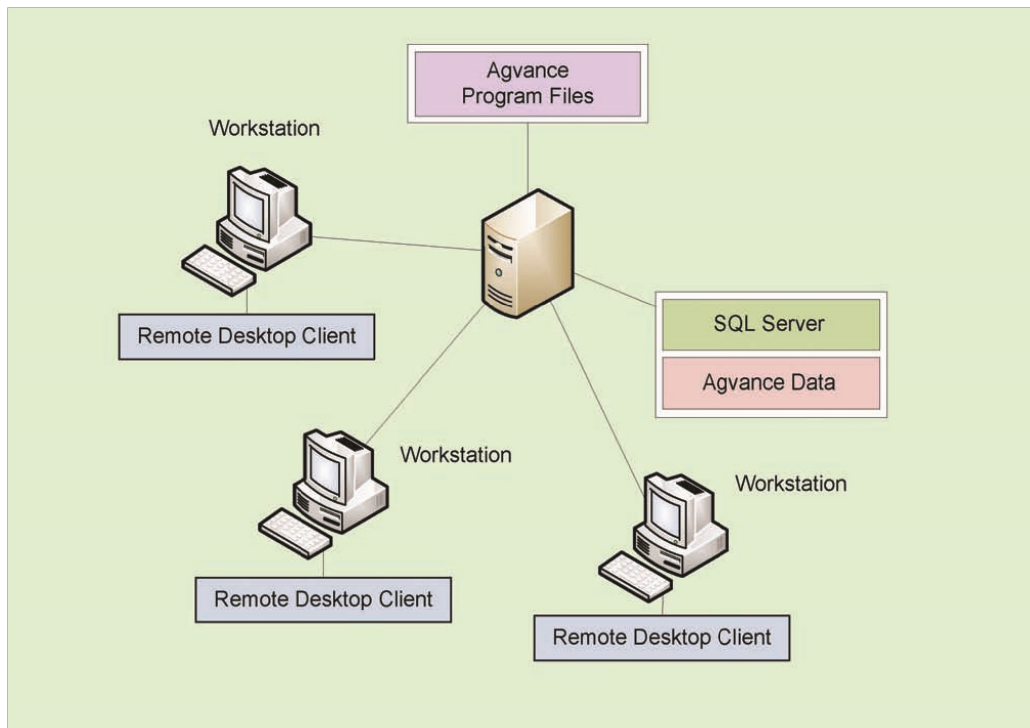 Agvance
Program Files
Workstation
Remote Desktop Client
SQL Server
Agvance Data
Workstation
Remote Desktop Client
Workstation
Remote Desktop Client